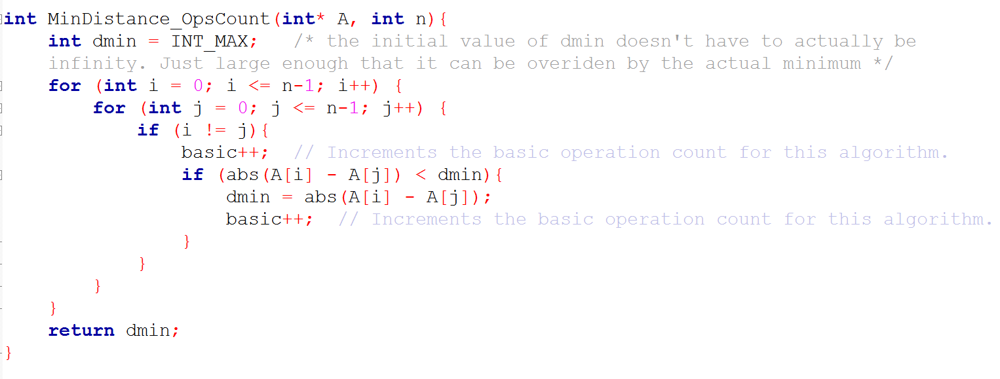 int MinDistance_OpsCount(int* A, int n){
    int dmin = INT_MAX;   /* the initial value of dmin doesn't have to actually be
    infinity. Just large enough that it can be overiden by the actual minimum */
    for (int i = 0; i <= n-1; i++) {
        for (int j = 0; j <= n-1; j++) {
            if (i != j){
                basic++;  // Increments the basic operation count for this algorithm.
                if (abs(A[i] - A[j]) < dmin){
                    dmin = abs(A[i] - A[j]);
                    basic++;  // Increments the basic operation count for this algorithm.
                }
            }
        }
    }
    return dmin;
}